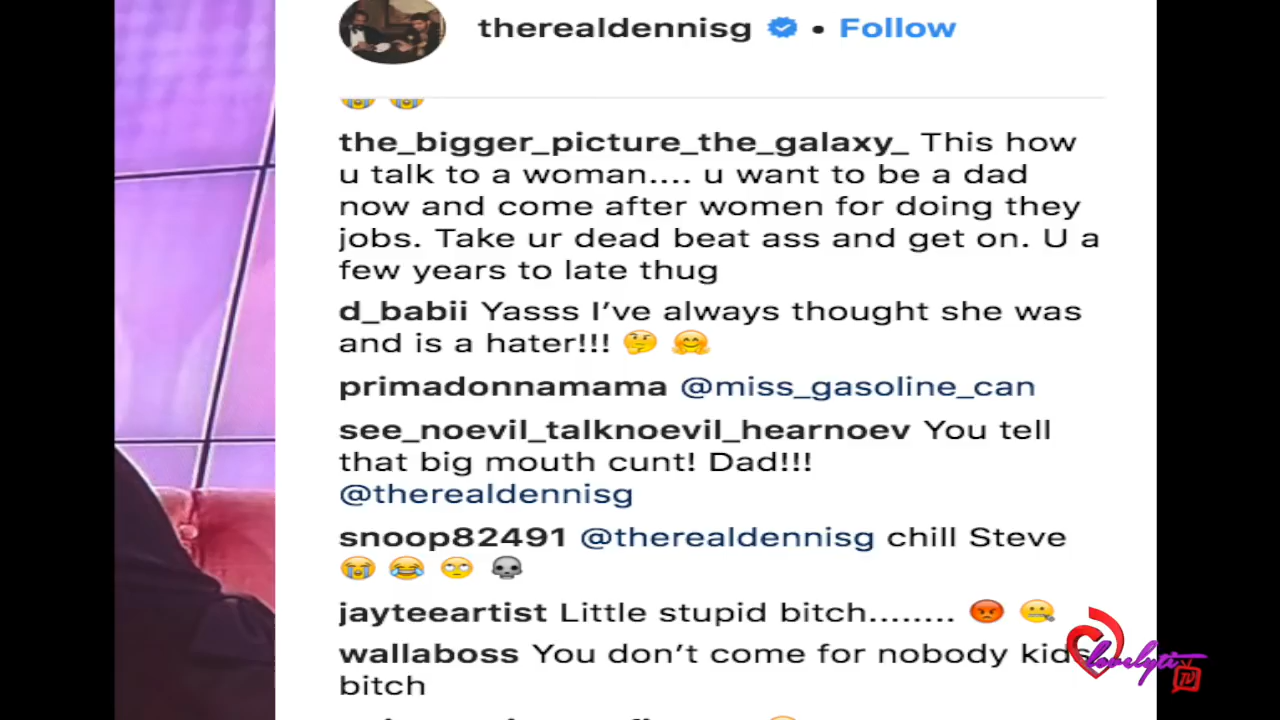 therealdennisg • Follow
the_bigger_picture_the_galaxy_ This how
u talk to a woman.... u want to be a dad
now and come after women for doing they
jobs. Take ur dead beat ass and get on. U a
few years to late thug
d_babii Yasss I've always thought she was
and is a hater!!! 🤔 🤗
primadonnamama @miss_gasoline_can
see_noevil_talknoevil_hearnoev You tell
that big mouth cunt! Dad!!!
@therealdennisg
snoop82491 @therealdennisg chill Steve
😭 😂 🙄 💀
jayteeartist Little stupid bitch........ 😡 🤐
wallaboss You don't come for nobody kids
bitch
lovelyti
TV